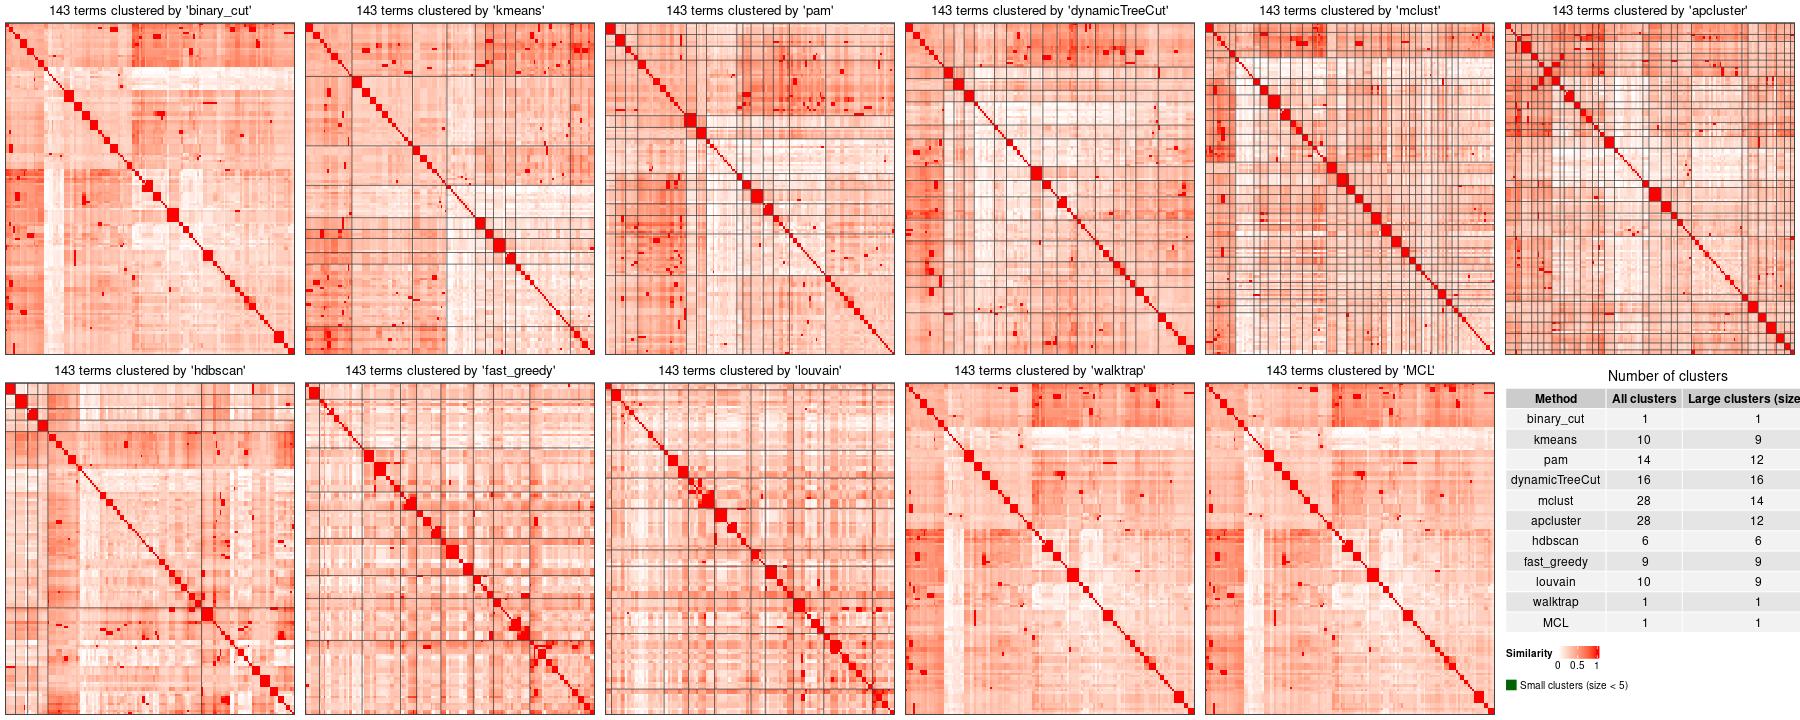 143 terms clustered by 'binary_cut'
143 terms clustered by 'kmeans'
143 terms clustered by 'pam'
143 terms clustered by 'dynamicTreeCut'
143 terms clustered by 'mclust'
143 terms clustered by 'apcluster'
143 terms clustered by 'hdbscan'
143 terms clustered by 'fast_greedy'
143 terms clustered by 'louvain'
143 terms clustered by 'walktrap'
143 terms clustered by 'MCL'
Number of clusters
Method All clusters Large clusters (size
binary_cut 1 1
kmeans 10 9
pam 14 12
dynamicTreeCut 16 16
mclust 28 14
apcluster 28 12
hdbscan 6 6
fast_greedy 9 9
louvain 10 9
walktrap 1 1
MCL 1 1
Similarity
0 0.5 1
Small clusters (size < 5)